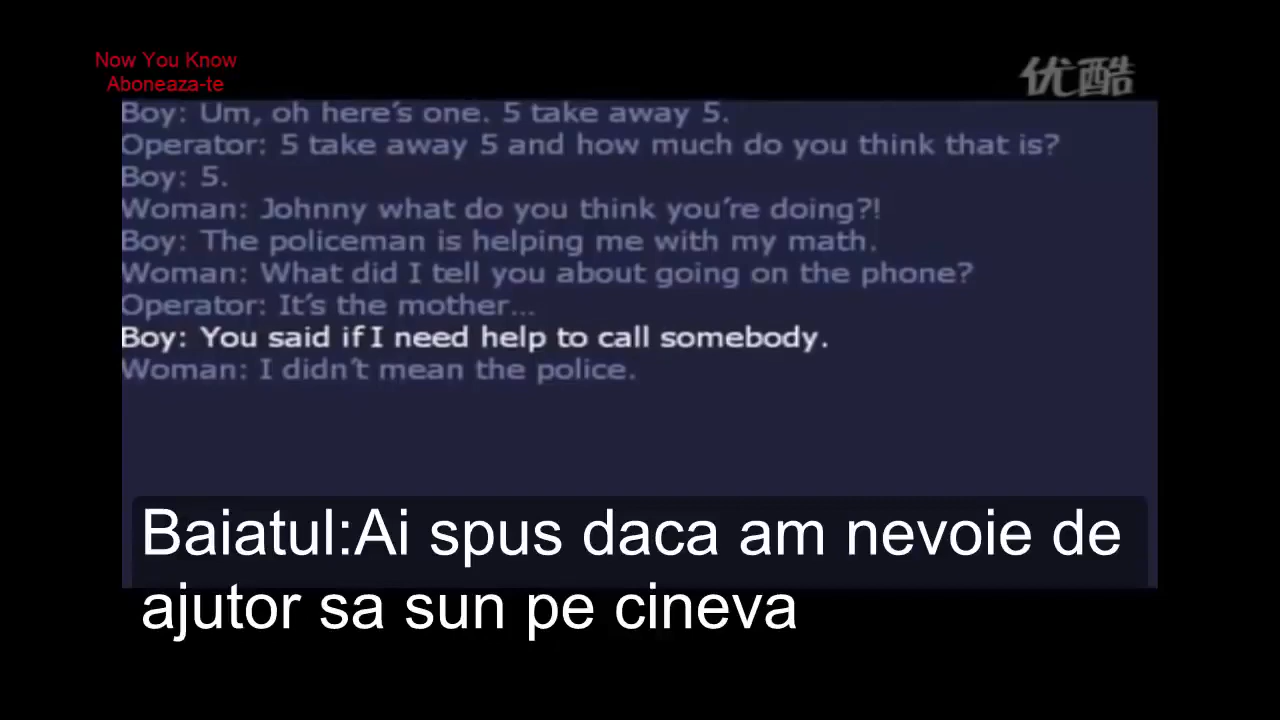 Now You Know
Aboneaza-te
优酷
Boy: Um, oh here's one. 5 take away 5.
Operator: 5 take away 5 and how much do you think that is?
Boy: 5.
Woman: Johnny what do you think you're doing?!
Boy: The policeman is helping me with my math.
Woman: What did I tell you about going on the phone?
Operator: It's the mother...
Boy: You said if I need help to call somebody.
Woman: I didn't mean the police.
Baiatul:Ai spus daca am nevoie de
ajutor sa sun pe cineva